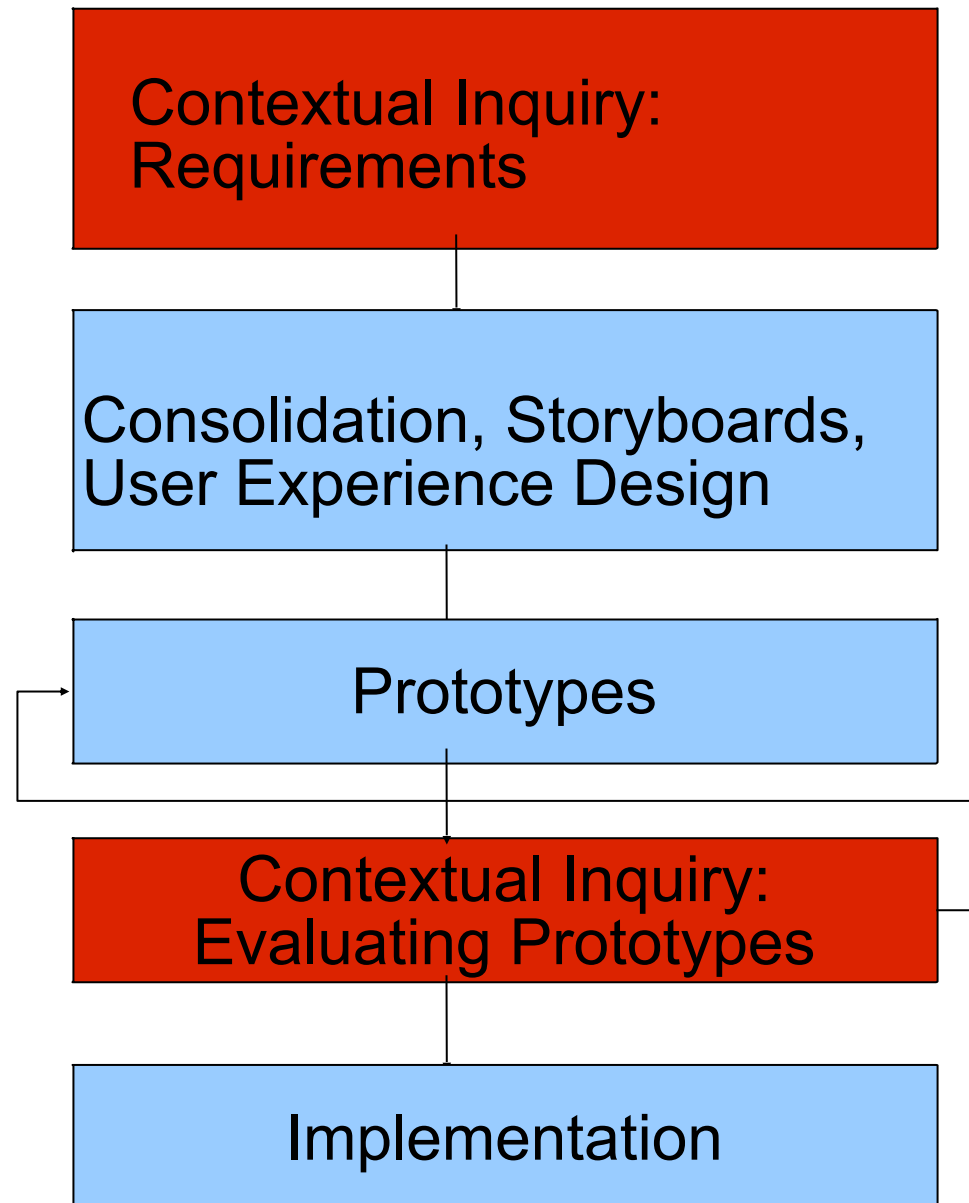 Contextual Inquiry:
Requirements
Consolidation, Storyboards,
User Experience Design
Prototypes
Contextual Inquiry:
Evaluating Prototypes
Implementation